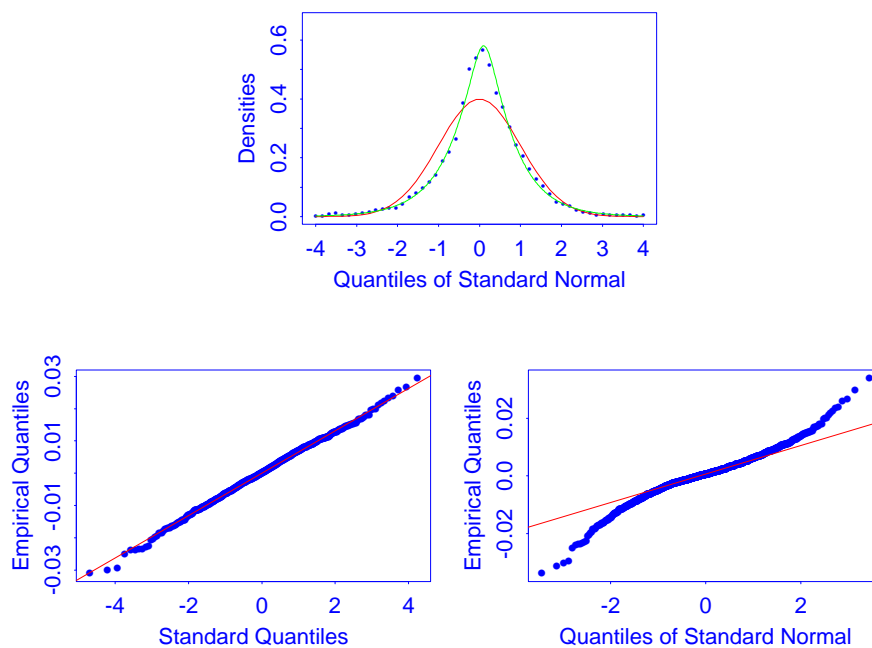 0.6
0.4
0.2
0.0
Densities
-4 -3 -2 -1 0 1 2 3 4
Quantiles of Standard Normal
0.03
0.01
-0.01
-0.03
Empirical Quantiles
-4 -2 0 2 4
Standard Quantiles
0.02
0.0
-0.02
Empirical Quantiles
-2 0 2
Quantiles of Standard Normal